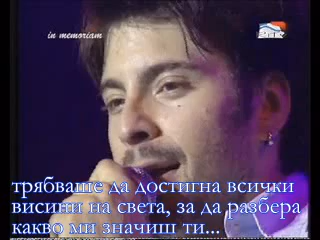 in memoriam
трябваше да достигна всички
висини на света, за да разбера
какво ми значиш ти...